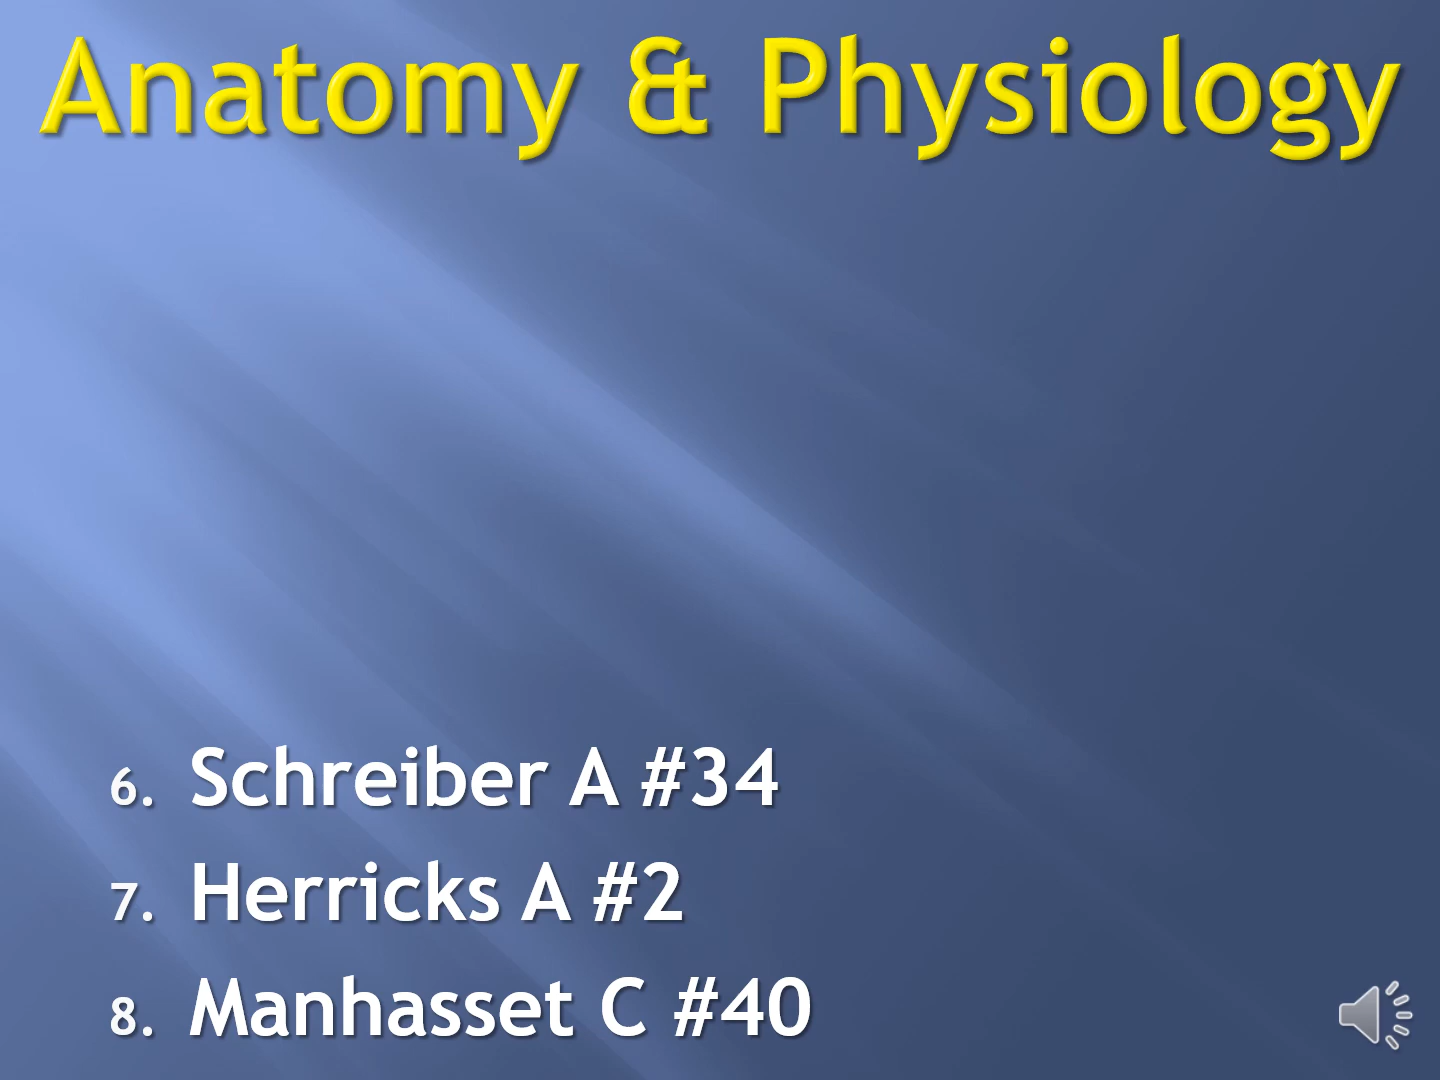 Anatomy & Physiology
6. Schreiber A #34
7. Herricks A #2
8. Manhasset C #40